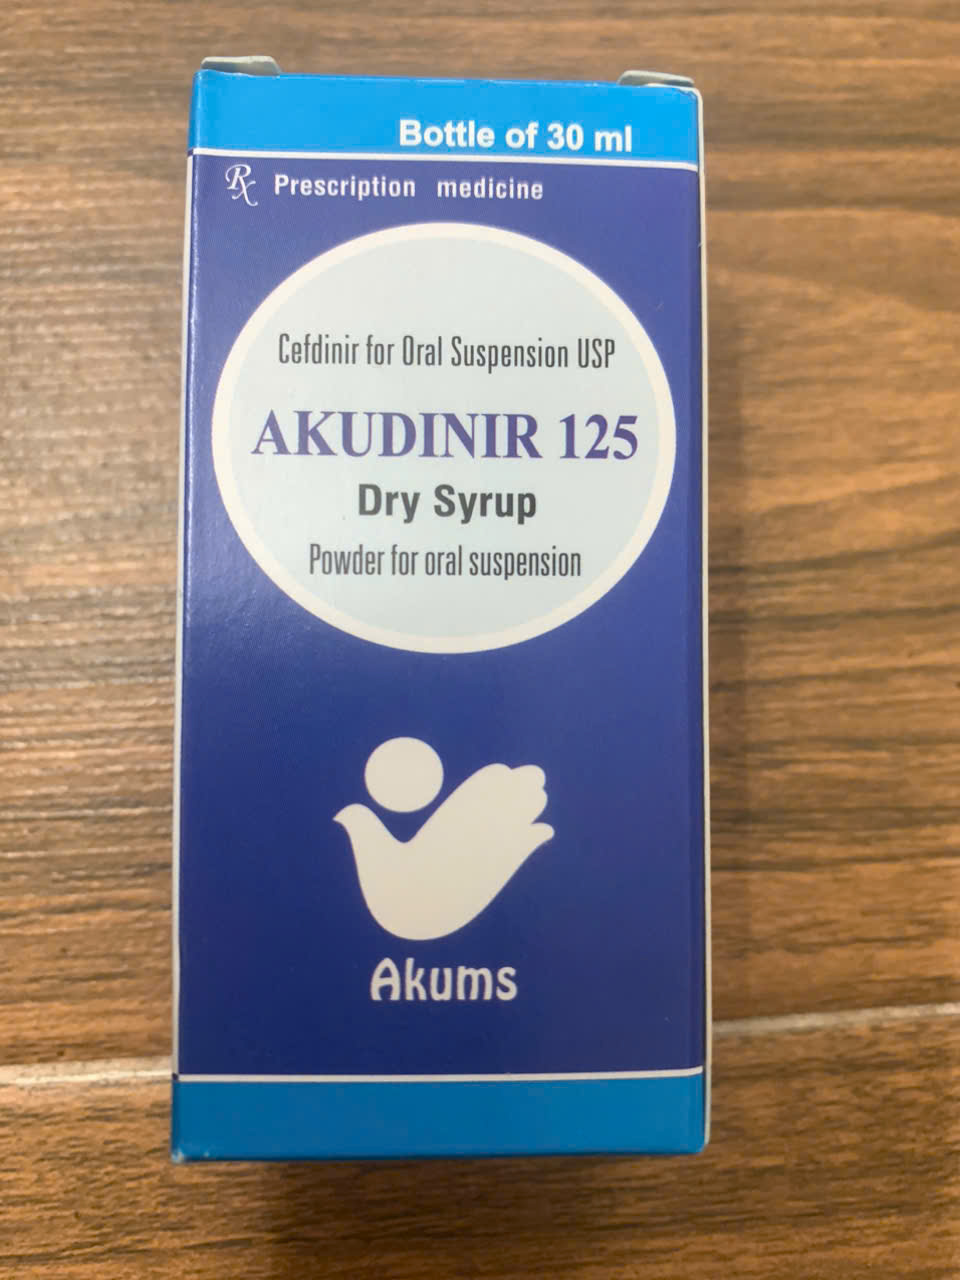 Bottle of 30 ml
Rx Prescription medicine
Cefdinir for Oral Suspension USP
AKUDINIR 125
Dry Syrup
Powder for oral suspension
Akums